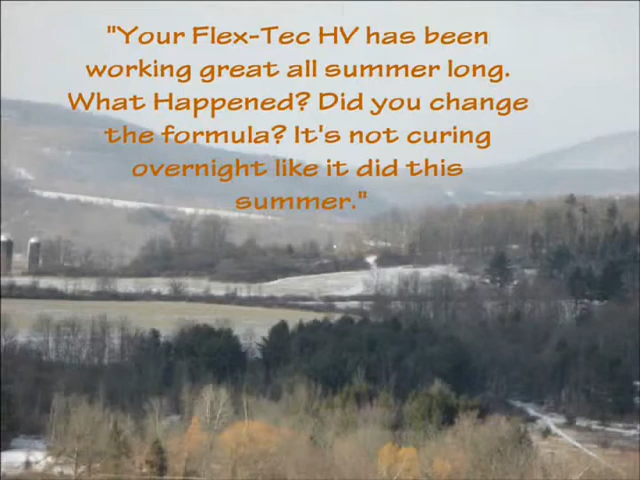 "Your Flex-Tec HV has been
working great all summer long.
What Happened? Did you change
the formula? It's not curing
overnight like it did this
summer."